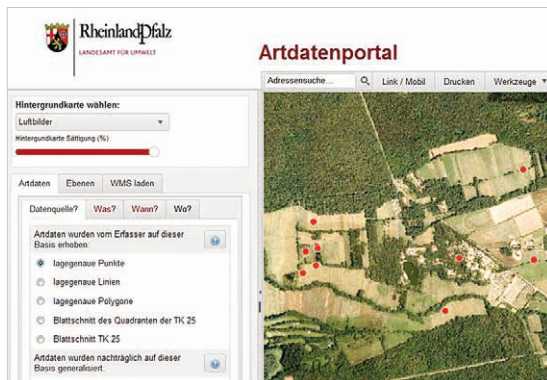 RheinlandPfalz
LANDESAMT FÜR UMWELT
Artdatenportal
Adressensuche...
Link / Mobil
Drucken
Werkzeuge
Hintergrundkarte wählen:
Luftbilder
Hintergrundkarte Sättigung (%)
Artdaten
Ebenen
WMS laden
Datenquelle?
Was?
Wann?
Wo?
Artdaten wurden vom Erfasser auf dieser
Basis erhoben:
lagegenaue Punkte
lagegenaue Linien
lagegenaue Polygone
Blattschnitt des Quadranten der TK 25
Blattschnitt TK 25
Artdaten wurden nachträglich auf dieser
Basis generalisiert: